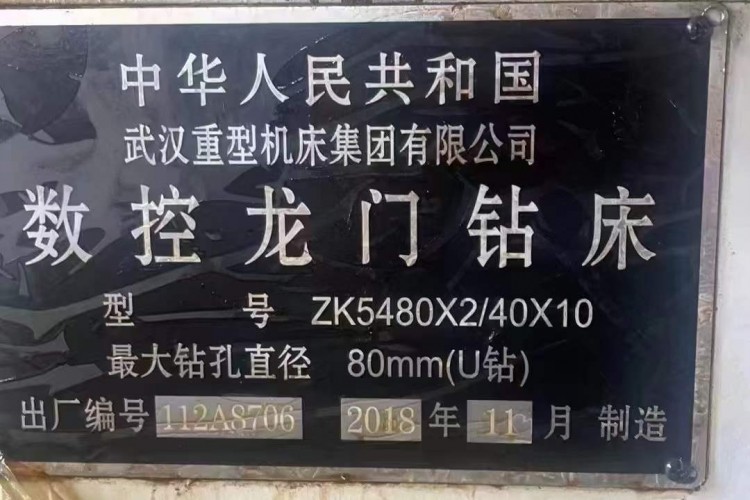 中华人民共和国
武汉重型机床集团有限公司
数控龙门钻床
型号 ZK5480X2/40X10
最大钻孔直径 80mm(U钻)
出厂编号 112A8706 2018 年 11 月 制造